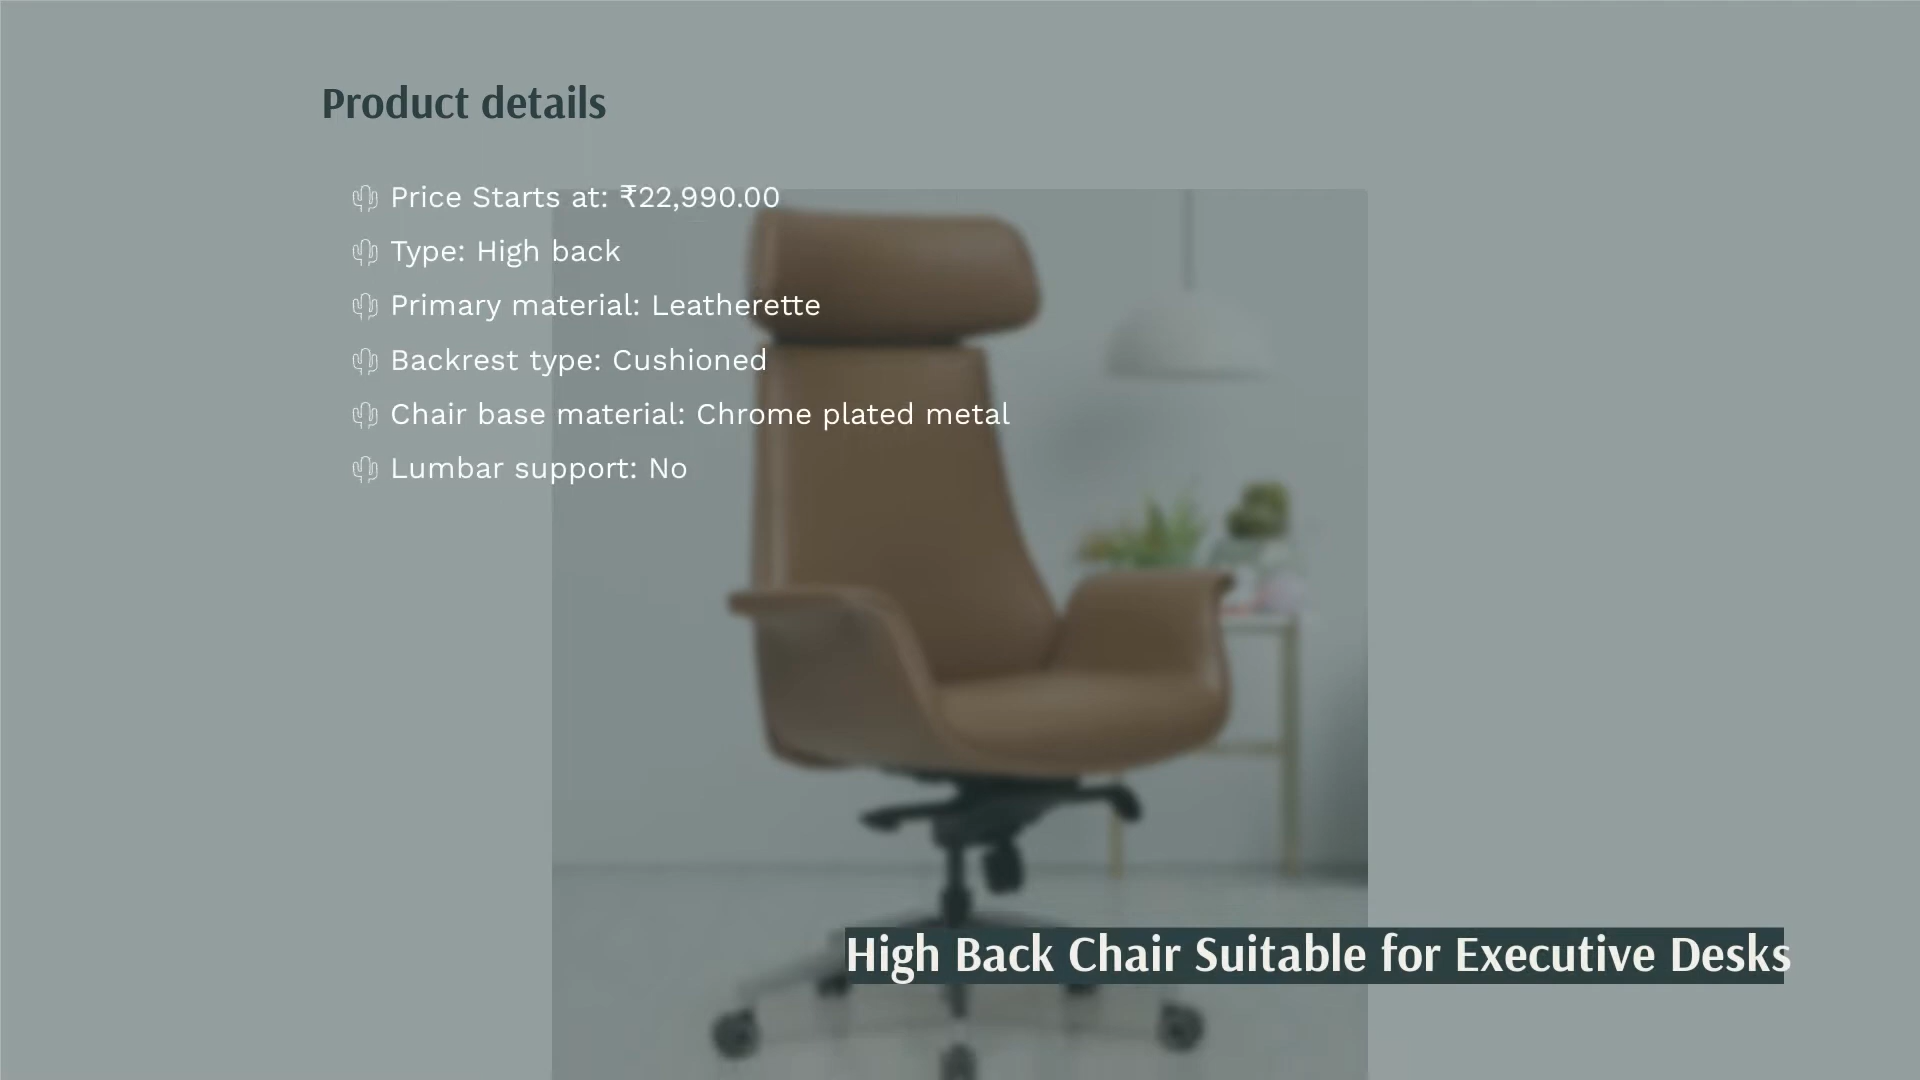 Product details
Price Starts at: ₹22,990.00
Type: High back
Primary material: Leatherette
Backrest type: Cushioned
Chair base material: Chrome plated metal
Lumbar support: No
High Back Chair Suitable for Executive Desks